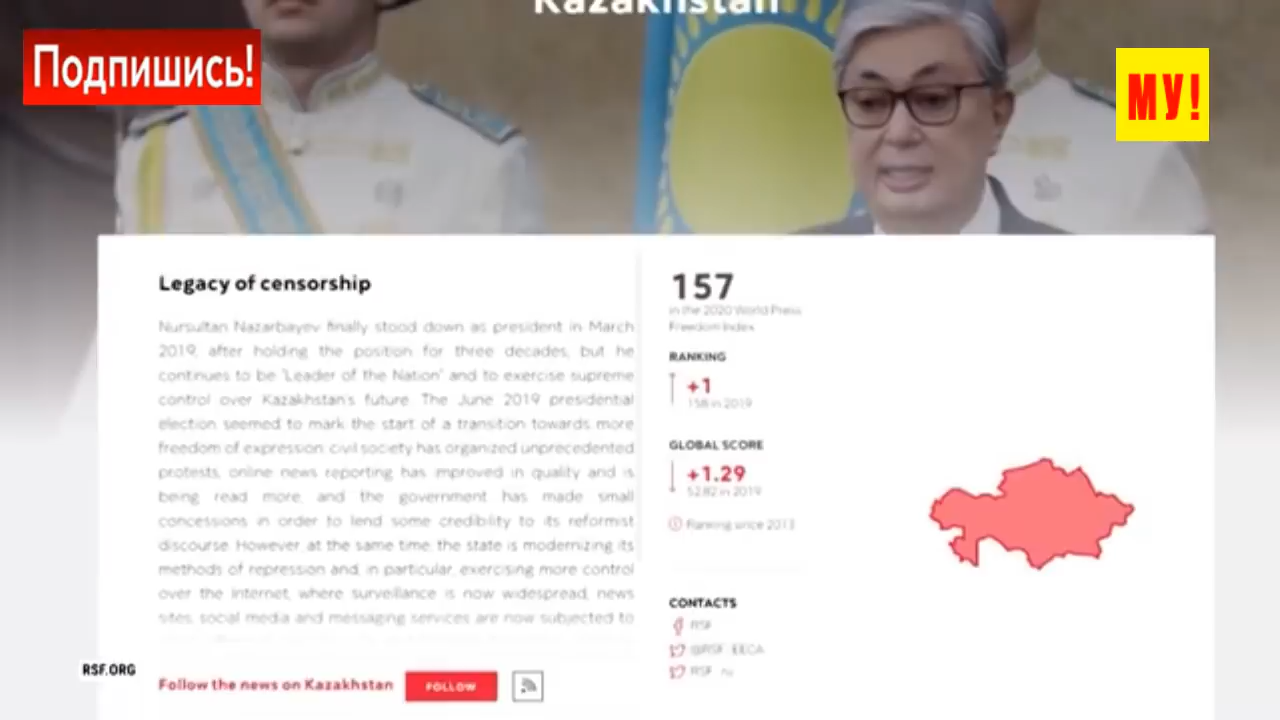 Kazakhstan
Подпишись!
МУ!
Legacy of censorship
Nursultan Nazarbayev finally stood down as president in March
2019, after holding the position for three decades, but he
continues to be "Leader of the Nation" and to exercise supreme
control over Kazakhstan's future. The June 2019 presidential
election seemed to mark the start of a transition towards more
freedom of expression: civil society has organized unprecedented
protests, online news reporting has improved in quality and is
being read more, and the government has made small
concessions in order to lend some credibility to its reformist
discourse. However, at the same time, the state is modernizing its
methods of repression and, in particular, exercising more control
over the Internet, where surveillance is now widespread, news
sites, social media and messaging services are now subjected to
Follow the news on Kazakhstan
FOLLOW
RSF.ORG
157
in the 2020 World Press
Freedom Index
RANKING
+1
158 in 2019
GLOBAL SCORE
+1.29
52.82 in 2019
Ranking since 2013
CONTACTS
RSF
@RSF_EECA
RSF_ru